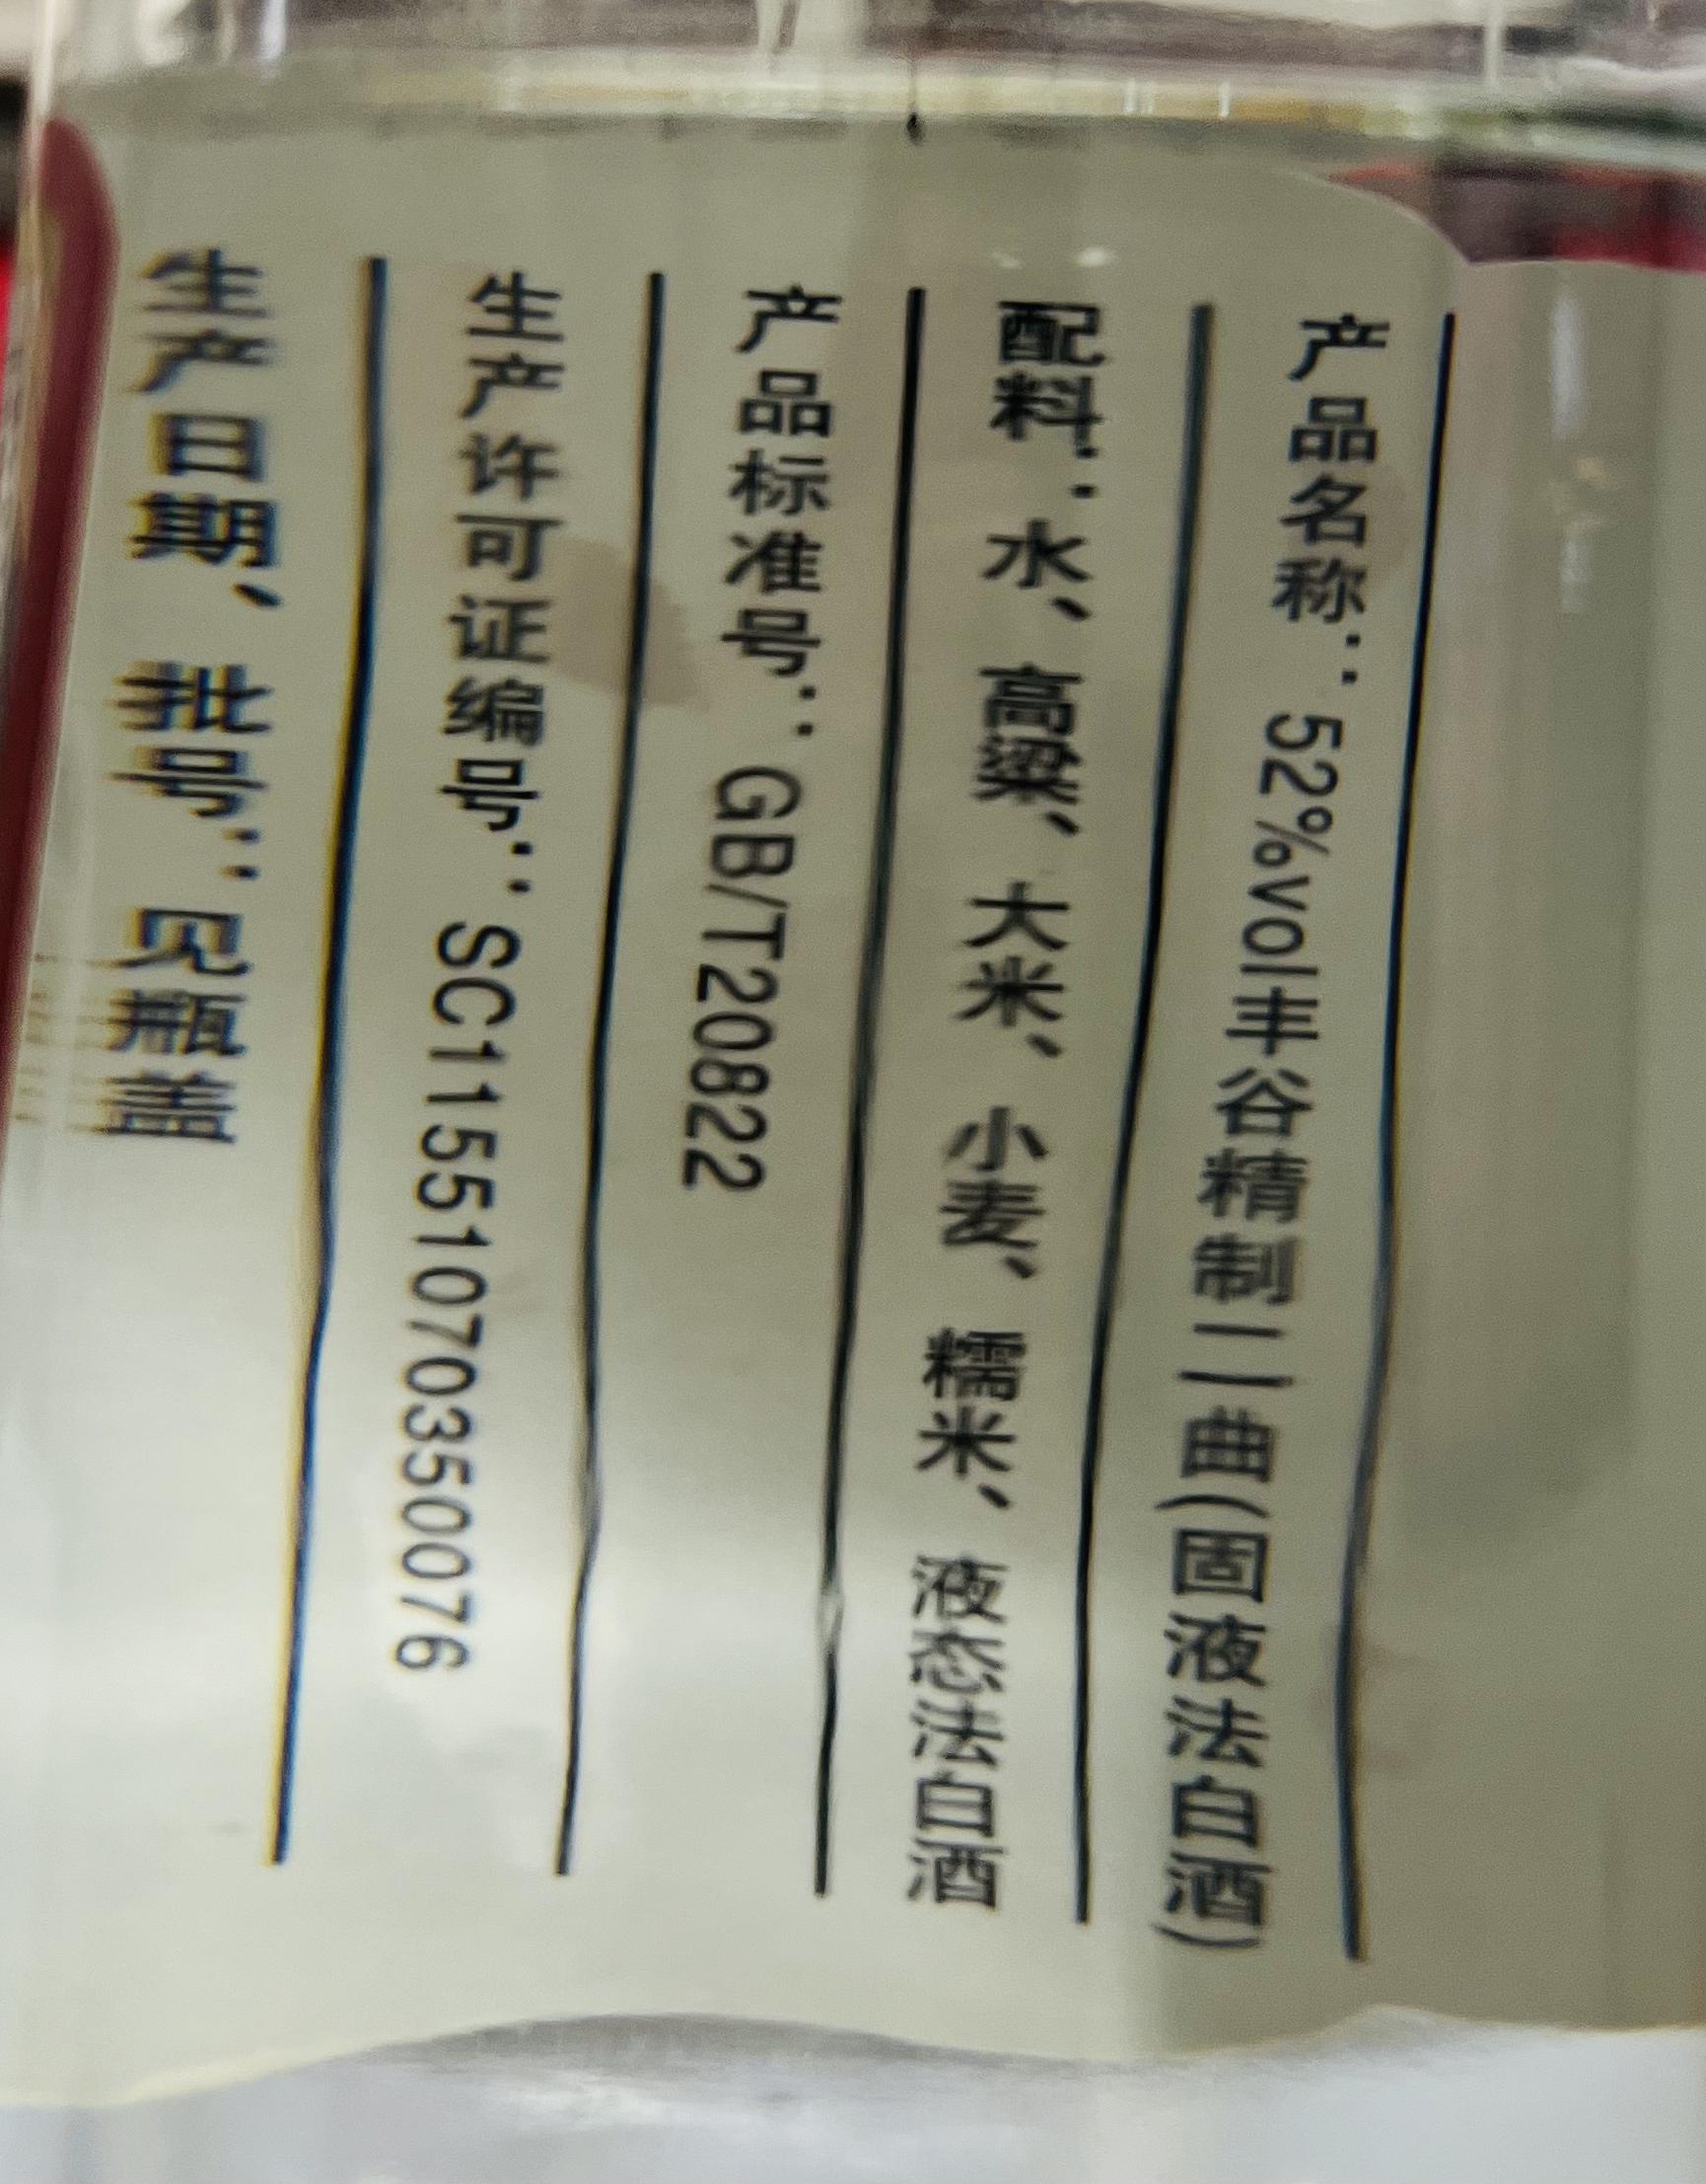 产品名称：52%vol丰谷精制二曲(固液法白酒)
配料：水、高粱、大米、小麦、糯米、液态法白酒
产品标准号：GB/T20822
生产许可证编号：SC11551070350076
生产日期、批号：见瓶盖